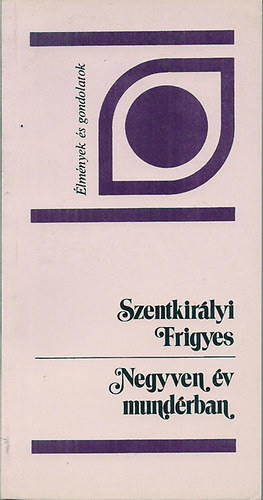 Élmények és gondolatok
Szentkirályi
Frigyes
Negyven év
mundérban